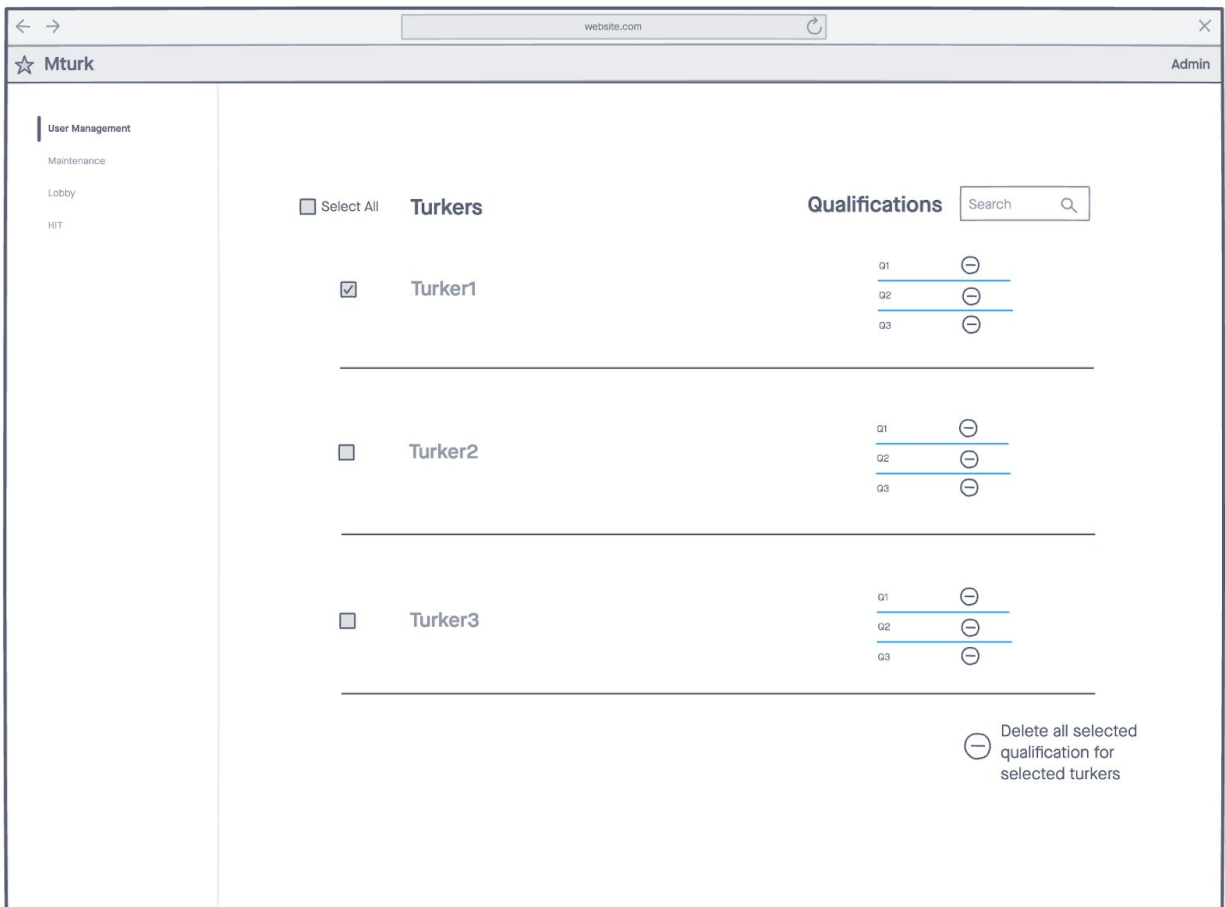 website.com
Mturk
Admin
User Management
Maintenance
Lobby
HIT
Select All
Turkers
Qualifications
Search
Turker1
Q1
Q2
Q3
Turker2
Q1
Q2
Q3
Turker3
Q1
Q2
Q3
Delete all selected
qualification for
selected turkers